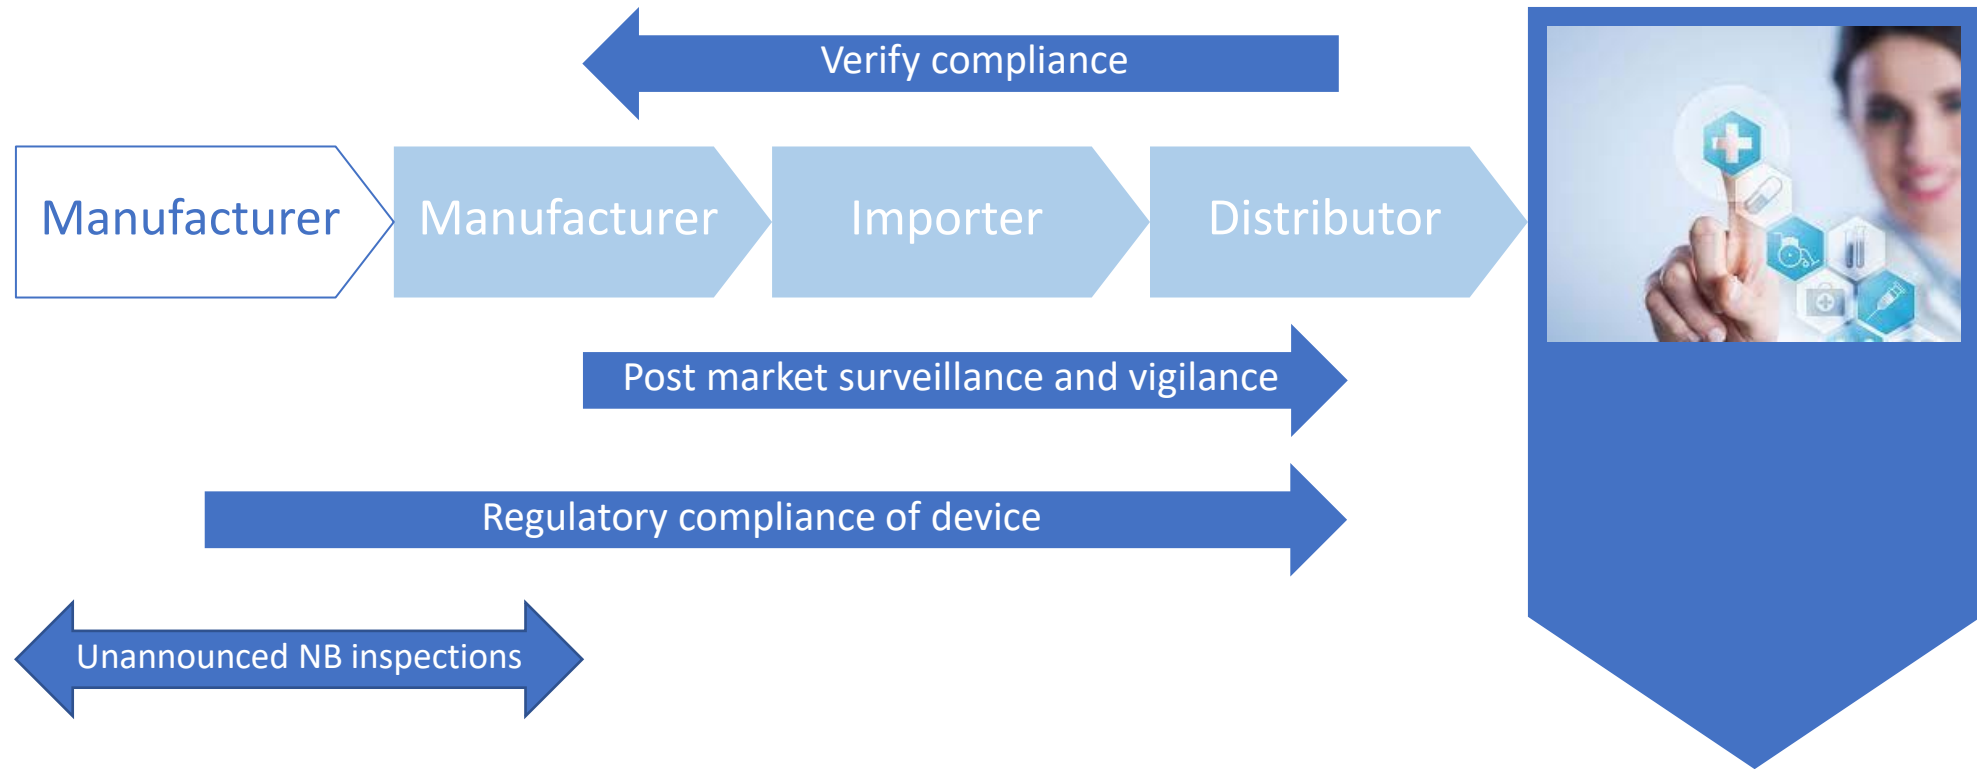 Verify compliance
Manufacturer
Manufacturer
Importer
Distributor
Post market surveillance and vigilance
Regulatory compliance of device
Unannounced NB inspections